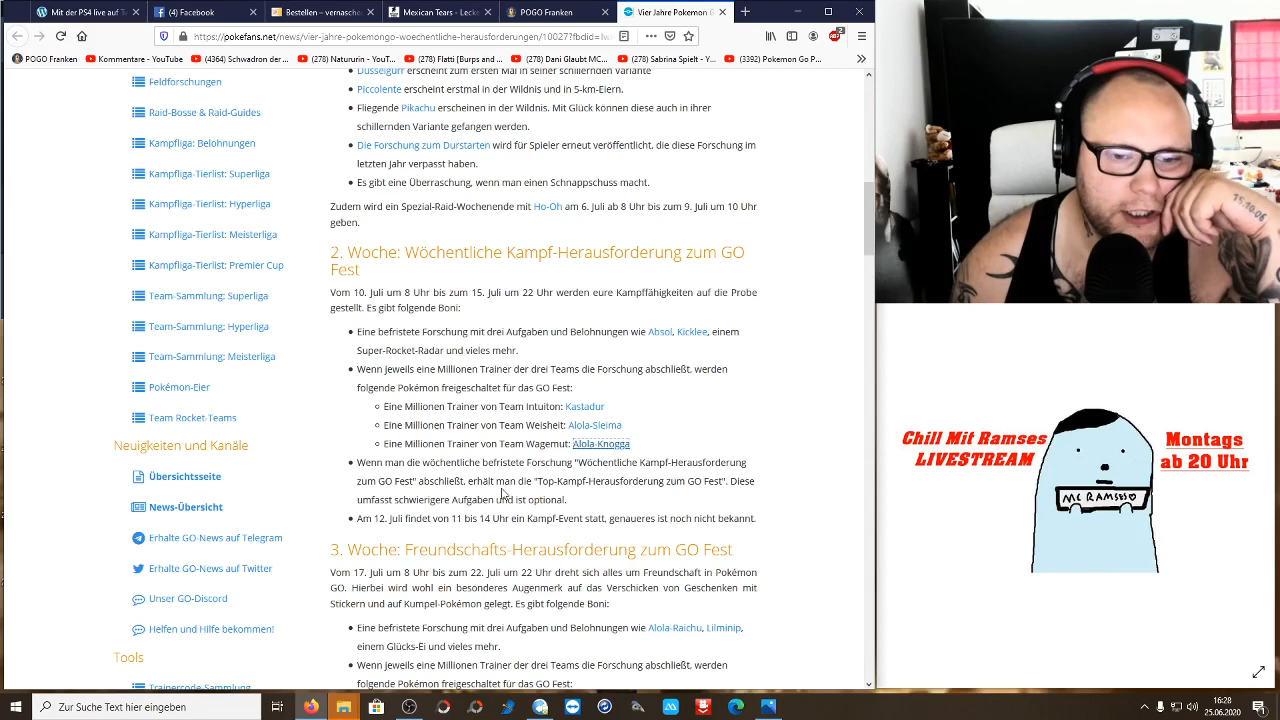 Mit der PS4 live auf Tw
(4) Facebook
Bestellen – vernasche
Mexican Tears - Lecke
POGO Franken
Vier Jahre Pokemon G
https://pokefans.net/news/vier-jahre-pokemongo-woechentliche-herausforderungen/10027?fbclid=Iw
POGO Franken
Kommentare - YouTube
(4364) Schwadron der ...
(278) Naturunin - YouT...
(278) Flatti [Burps and ...
(278) Dani Glaubt MC...
(278) Sabrina Spielt - Y...
(3392) Pokemon Go P...
Feldforschungen
Raid-Bosse & Raid-Guides
Kampfliga: Belohnungen
Kampfliga-Tierlist: Superliga
Kampfliga-Tierlist: Hyperliga
Kampfliga-Tierlist: Meisterliga
Kampfliga-Tierlist: Premier Cup
Team-Sammlung: Superliga
Team-Sammlung: Hyperliga
Team-Sammlung: Meisterliga
Pokémon-Eier
Team Rocket-Teams
Neuigkeiten und Kanäle
Übersichtsseite
News-Übersicht
Erhalte GO-News auf Telegram
Erhalte GO-News auf Twitter
Unser GO-Discord
Helfen und Hilfe bekommen!
Tools
Trainercode-Sammlung
Dusselgurr erscheint zum ersten Mal in seiner schillernden Variante
Piccolente erscheint erstmal in der Wildnis und in 5-km-Eiern.
Fliegende Pikachu erscheinen in der Wildnis. Mit Glück können diese auch in ihrer
schillernden Variante gefangen werden.
Die Forschung zum Durstarten wird für Spieler erneut veröffentlicht, die diese Forschung im
letzten Jahr verpasst haben.
Es gibt eine Überraschung, wenn man einen Schnappschuss macht.
Zudem wird ein Spezial-Raid-Wochenende mit Ho-Oh am 6. Juli ab 8 Uhr bis zum 9. Juli um 10 Uhr
geben.
2. Woche: Wöchentliche Kampf-Herausforderung zum GO
Fest
Vom 10. Juli um 8 Uhr bis zum 15. Juli um 22 Uhr werden eure Kampffähigkeiten auf die Probe
gestellt. Es gibt folgende Boni:
Eine befristete Forschung mit drei Aufgaben und Belohnungen wie Absol, Kicklee, einem
Super-Rocket-Radar und vieles mehr.
Wenn jeweils eine Millionen Trainer der drei Teams die Forschung abschließt, werden
folgende Pokémon freigeschaltet für das GO Fest:
Eine Millionen Trainer von Team Intuiton: Kastadur
Eine Millionen Trainer von Team Weisheit: Alola-Sleima
Eine Millionen Trainer von Team Wagemut: Alola-Knogga
Wenn man die wöchentliche befristete Forschung "Wöchentliche Kampf-Herausforderung
zum GO Fest" abschließt, erhält man die "Top-Kampf-Herausforderung zum GO Fest". Diese
umfasst schwierigere Aufgaben und ist optional.
Am 12. Juli findet von 11 bis 14 Uhr ein Kampf-Event statt, genaueres ist noch nicht bekannt.
3. Woche: Freundschafts-Herausforderung zum GO Fest
Vom 17. Juli um 8 Uhr bis zum 22. Juli um 22 Uhr dreht sich alles um Freundschaft in Pokémon
GO. Hierbei wird wohl ein besonderes Augenmerk auf das Verschicken von Geschenken mit
Stickern und auf Kumpel-Pokémon gelegt. Es gibt folgende Boni:
Eine befristete Forschung mit drei Aufgaben und Belohnungen wie Alola-Raichu, Lilminip,
einem Glücks-Ei und vieles mehr.
Wenn jeweils eine Millionen Trainer der drei Teams die Forschung abschließt, werden
folgende Pokémon freigeschaltet für das GO Fest:
15.10.06
Chill Mit Ramses
LIVESTREAM
Montags
ab 20 Uhr
MC RAMSES
Zur Suche Text hier eingeben
16:28
25.06.2020